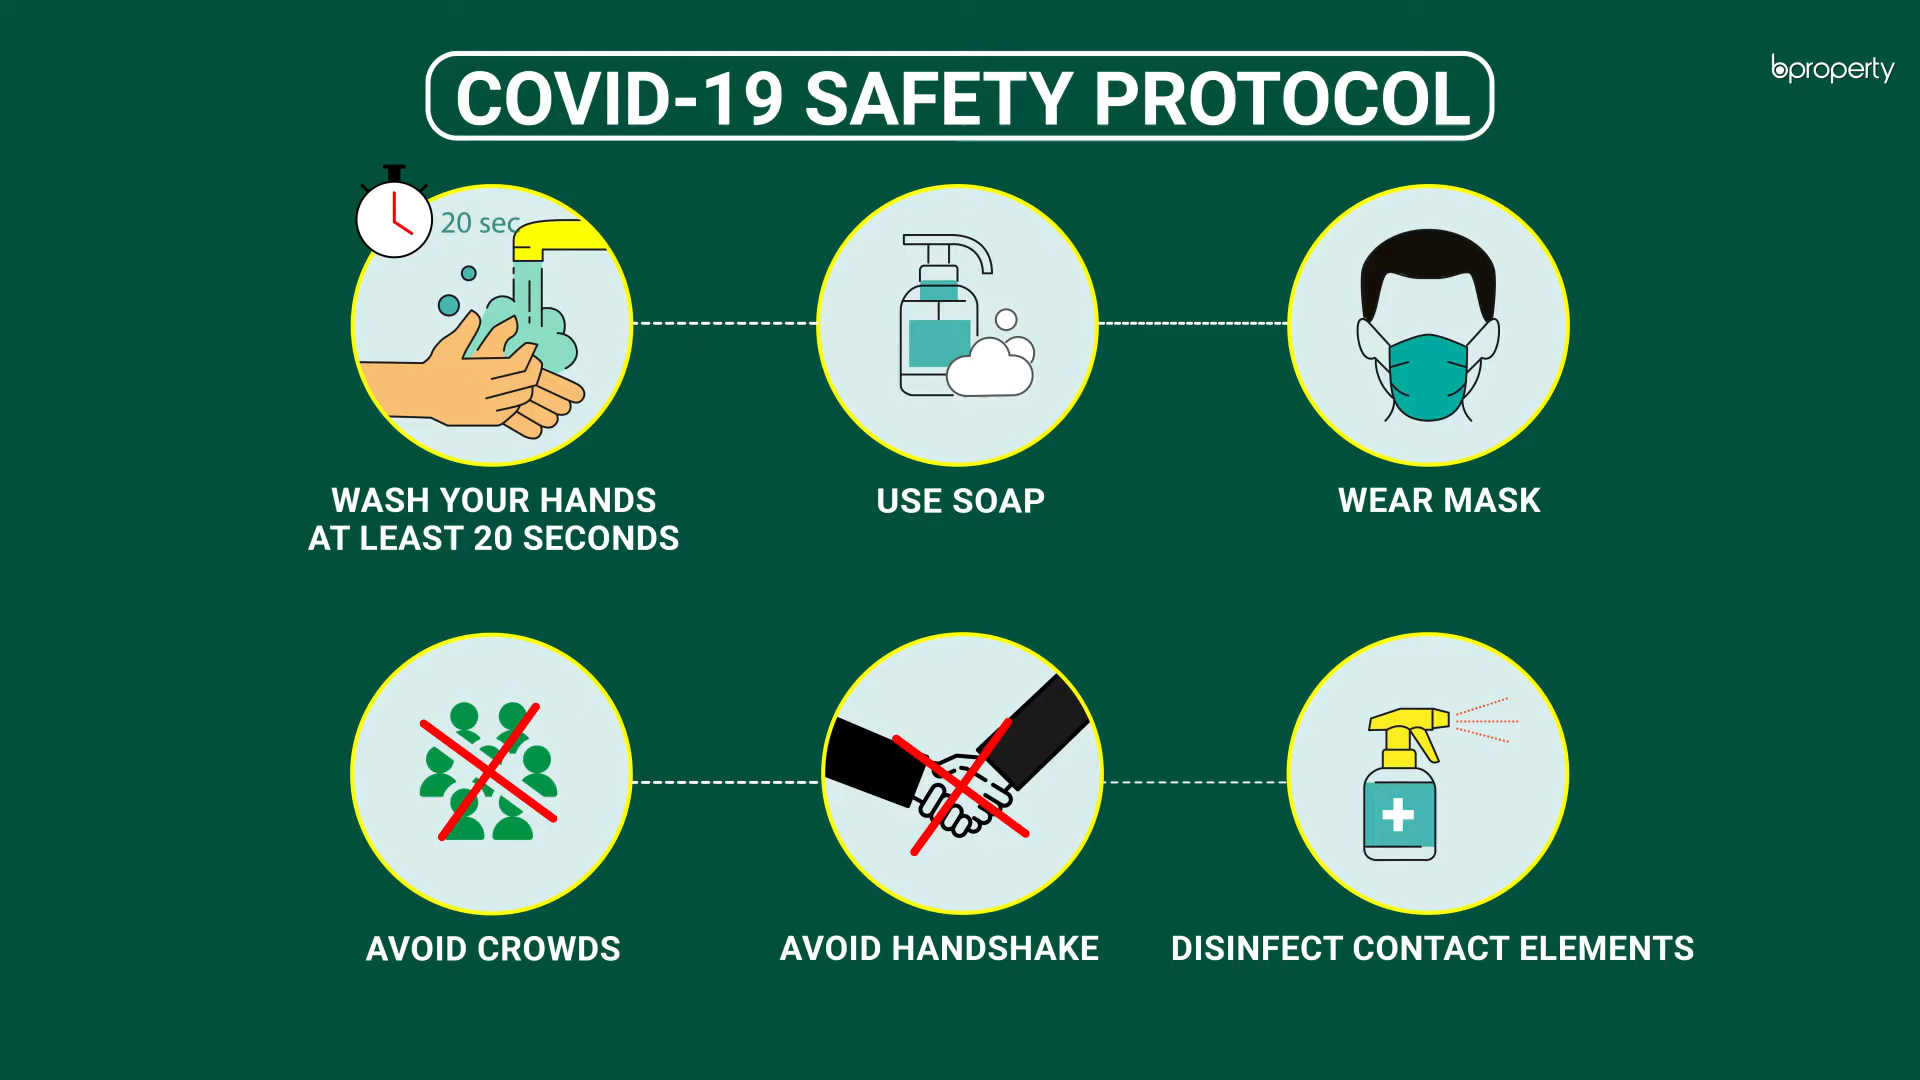 COVID-19 SAFETY PROTOCOL
bproperty
20 sec
WASH YOUR HANDS
AT LEAST 20 SECONDS
USE SOAP
WEAR MASK
AVOID CROWDS
AVOID HANDSHAKE
DISINFECT CONTACT ELEMENTS